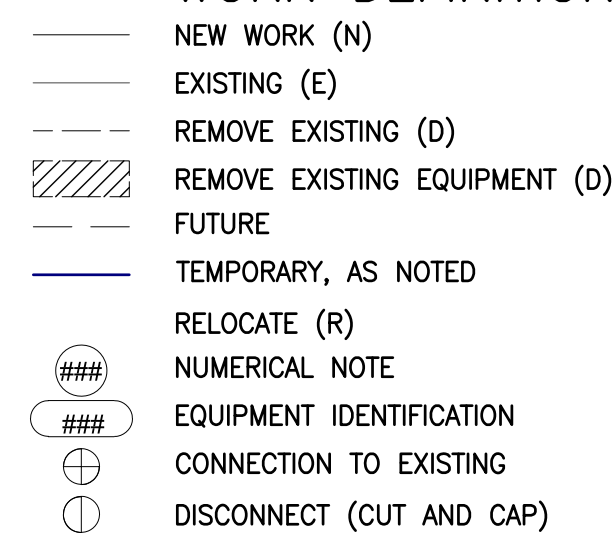 NEW WORK (N)
EXISTING (E)
REMOVE EXISTING (D)
REMOVE EXISTING EQUIPMENT (D)
FUTURE
TEMPORARY, AS NOTED
RELOCATE (R)
### NUMERICAL NOTE
### EQUIPMENT IDENTIFICATION
CONNECTION TO EXISTING
DISCONNECT (CUT AND CAP)